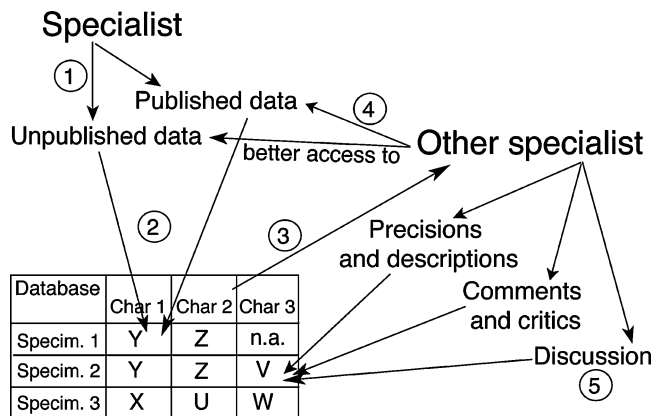 Specialist
1
Published data
4
Unpublished data
better access to
Other specialist
2
3
Precisions
and descriptions
Database
Char 1 Char 2 Char 3
Comments
and critics
Specim. 1 Y Z n.a.
Discussion
Specim. 2 Y Z V
5
Specim. 3 X U W